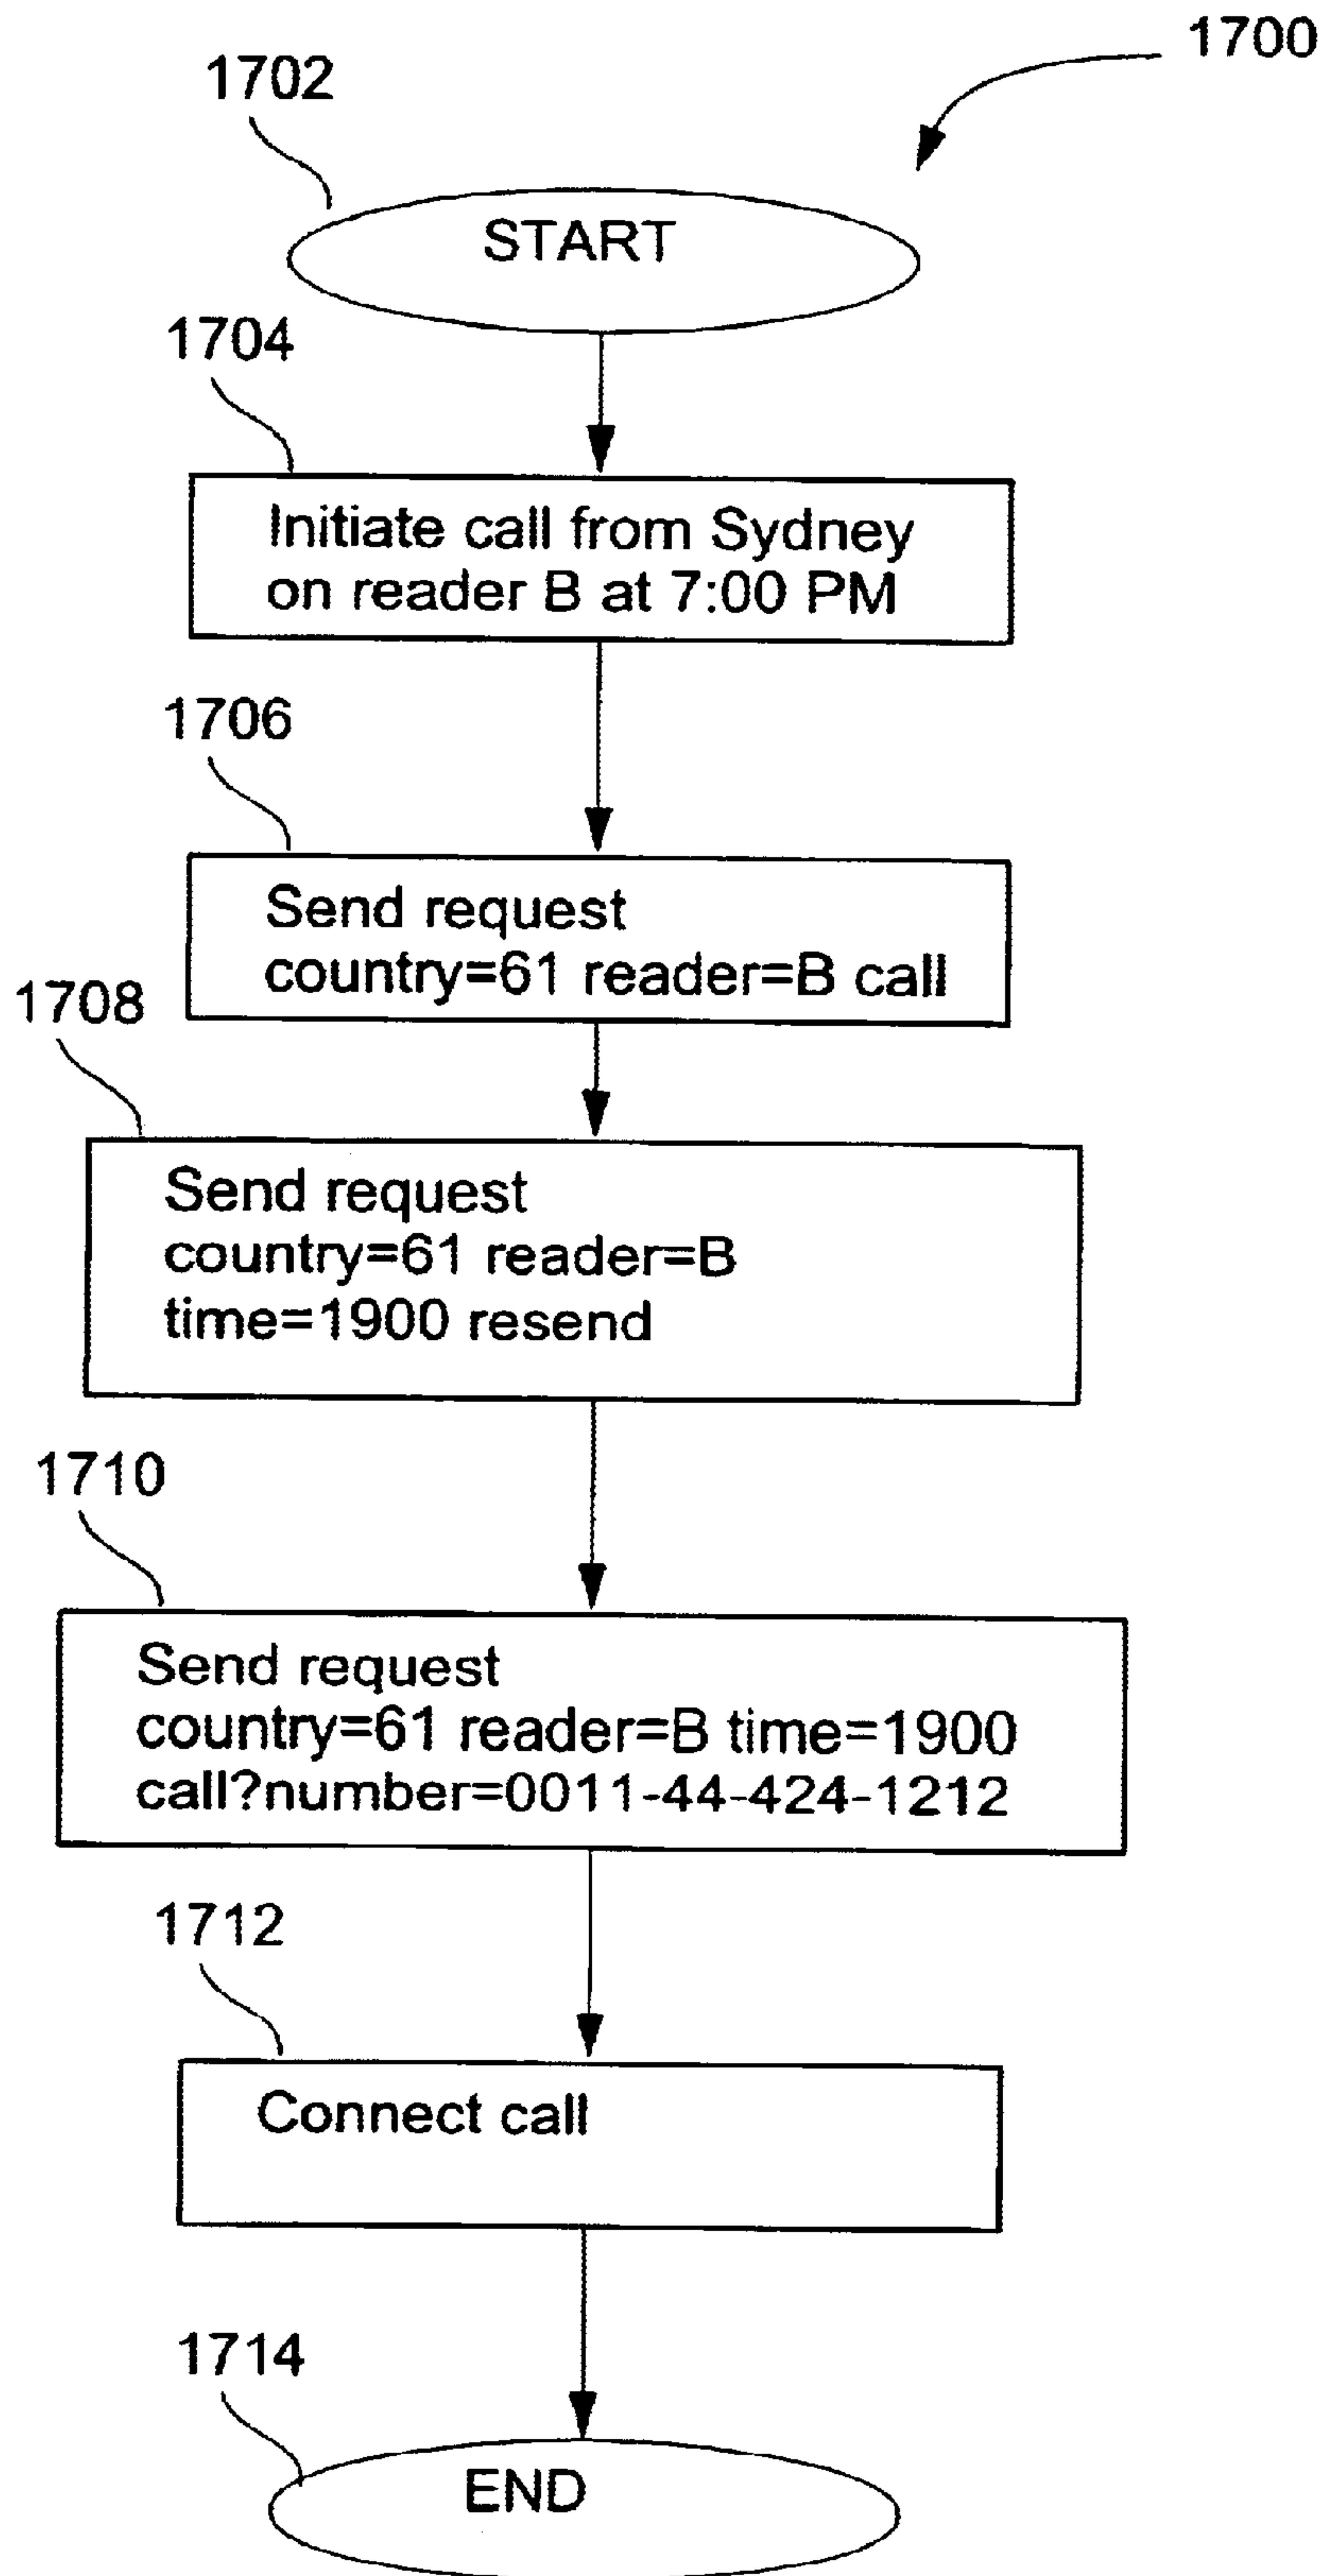 1700
1702
START
1704
Initiate call from Sydney
on reader B at 7:00 PM
1706
Send request
country=61 reader=B call
1708
Send request
country=61 reader=B
time=1900 resend
1710
Send request
country=61 reader=B time=1900
call?number=0011-44-424-1212
1712
Connect call
1714
END